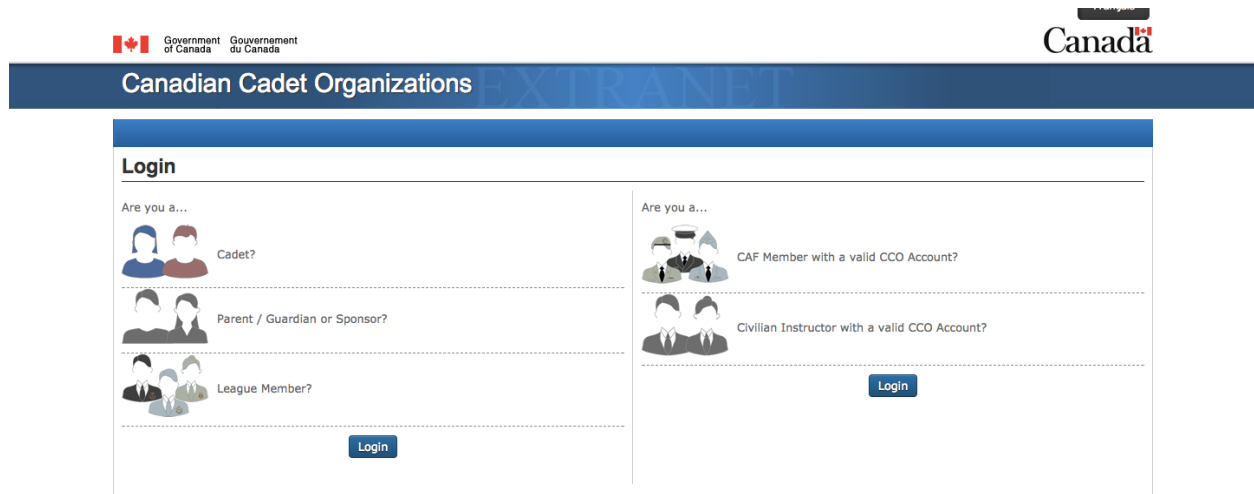 Government Gouvernement
of Canada du Canada
Canada
Canadian Cadet Organizations
EXTRANET
Login
Are you a...
Cadet?
Parent / Guardian or Sponsor?
League Member?
Login
Are you a...
CAF Member with a valid CCO Account?
Civilian Instructor with a valid CCO Account?
Login